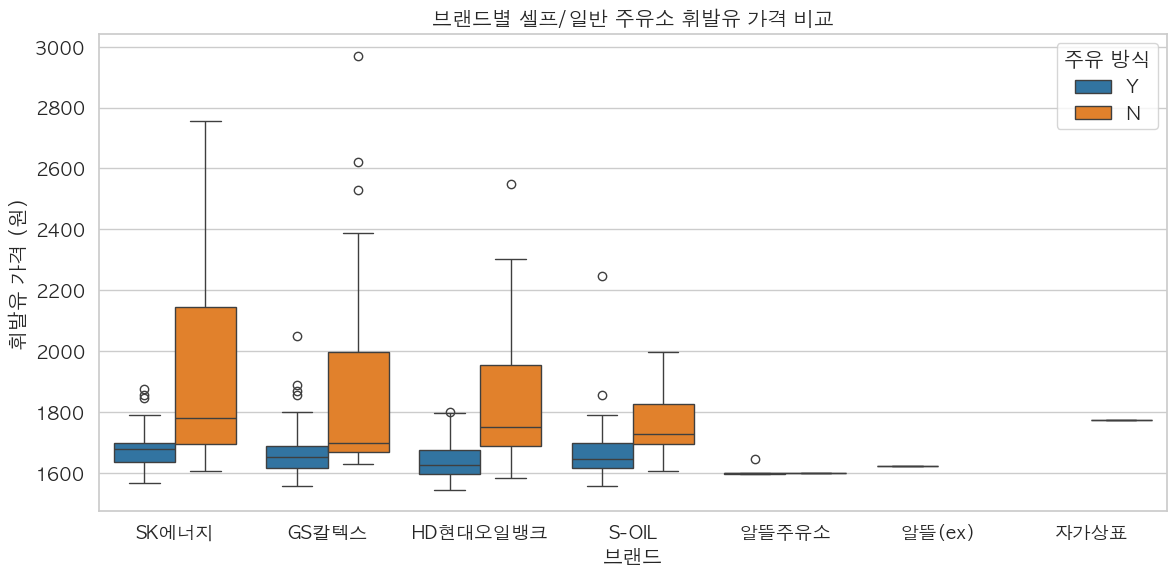 브랜드별 셀프/일반 주유소 휘발유 가격 비교
주유 방식
Y
N
휘발유 가격 (원)
3000
2800
2600
2400
2200
2000
1800
1600
SK에너지 GS칼텍스 HD현대오일뱅크 S-OIL 알뜰주유소 알뜰(ex) 자가상표
브랜드